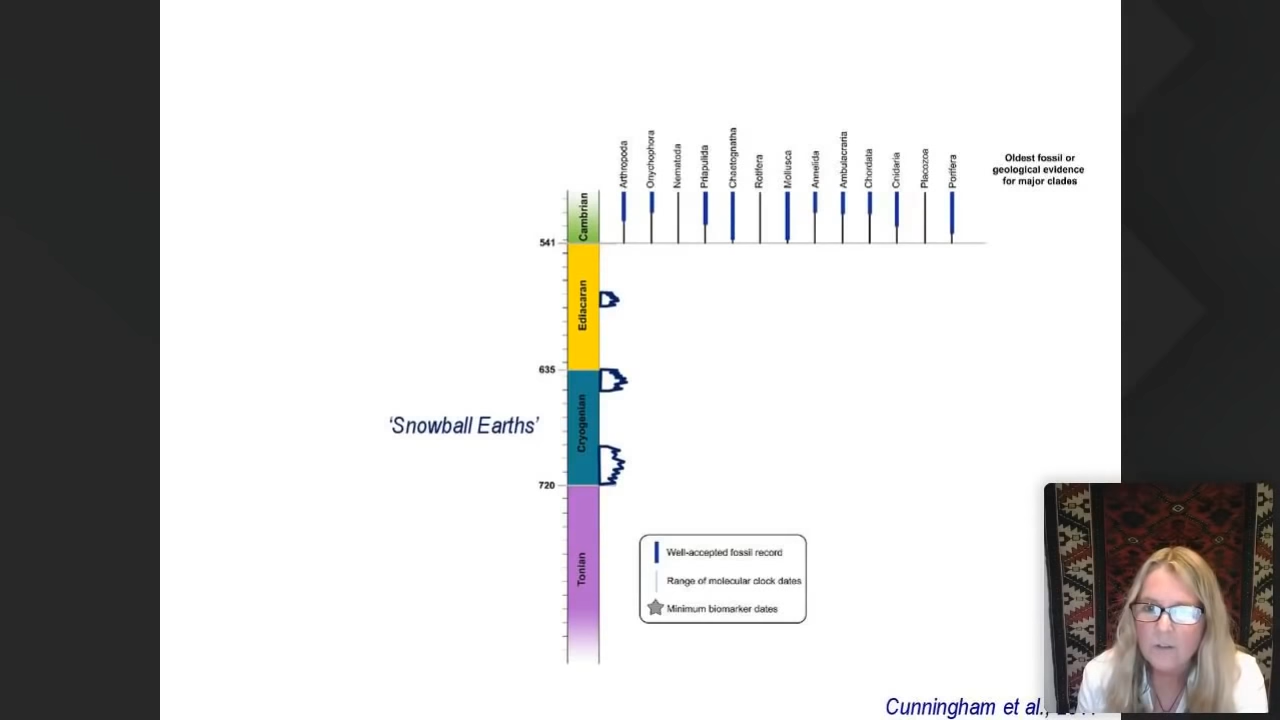 Arthropoda
Onychophora
Nematoda
Priapulida
Chaetognatha
Rotifera
Mollusca
Annelida
Ambulacraria
Chordata
Cnidaria
Placozoa
Porifera
Oldest fossil or
geological evidence
for major clades
Cambrian
541
Ediacaran
635
Cryogenian
'Snowball Earths'
720
Tonian
Well-accepted fossil record
Range of molecular clock dates
Minimum biomarker dates
Cunningham et al.,